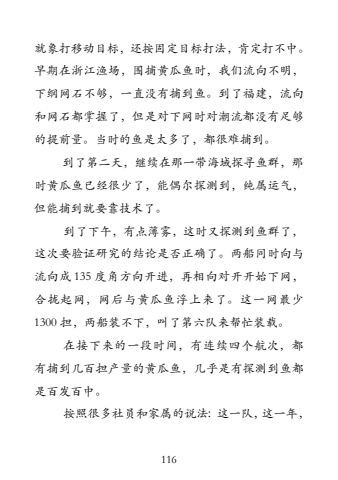 就象打移动目标，还按固定目标打法，肯定打不中。
早期在浙江渔场，围捕黄瓜鱼时，我们流向不明，
下纲网石不够，一直没有捕到鱼。到了福建，流向
和网石都掌握了，但是对下网时对潮流都没有足够
的提前量。当时的鱼是太多了，都很难捕到。
到了第二天，继续在那一带海域探寻鱼群，那
时黄瓜鱼已经很少了，能偶尔探测到，纯属运气，
但能捕到就要靠技术了。
到了下午，有点薄雾，这时又探测到鱼群了，
这次要验证研究的结论是否正确了。两船同时向与
流向成 135 度角方向开进，再相向对开开始下网，
合拢起网，网后与黄瓜鱼浮上来了。这一网最少
1300 担，两船装不下，叫了第六队来帮忙装载。
在接下来的一段时间，有连续四个航次，都
有捕到几百担产量的黄瓜鱼，几乎是有探测到鱼都
是百发百中。
按照很多社员和家属的说法：这一队，这一年，
116